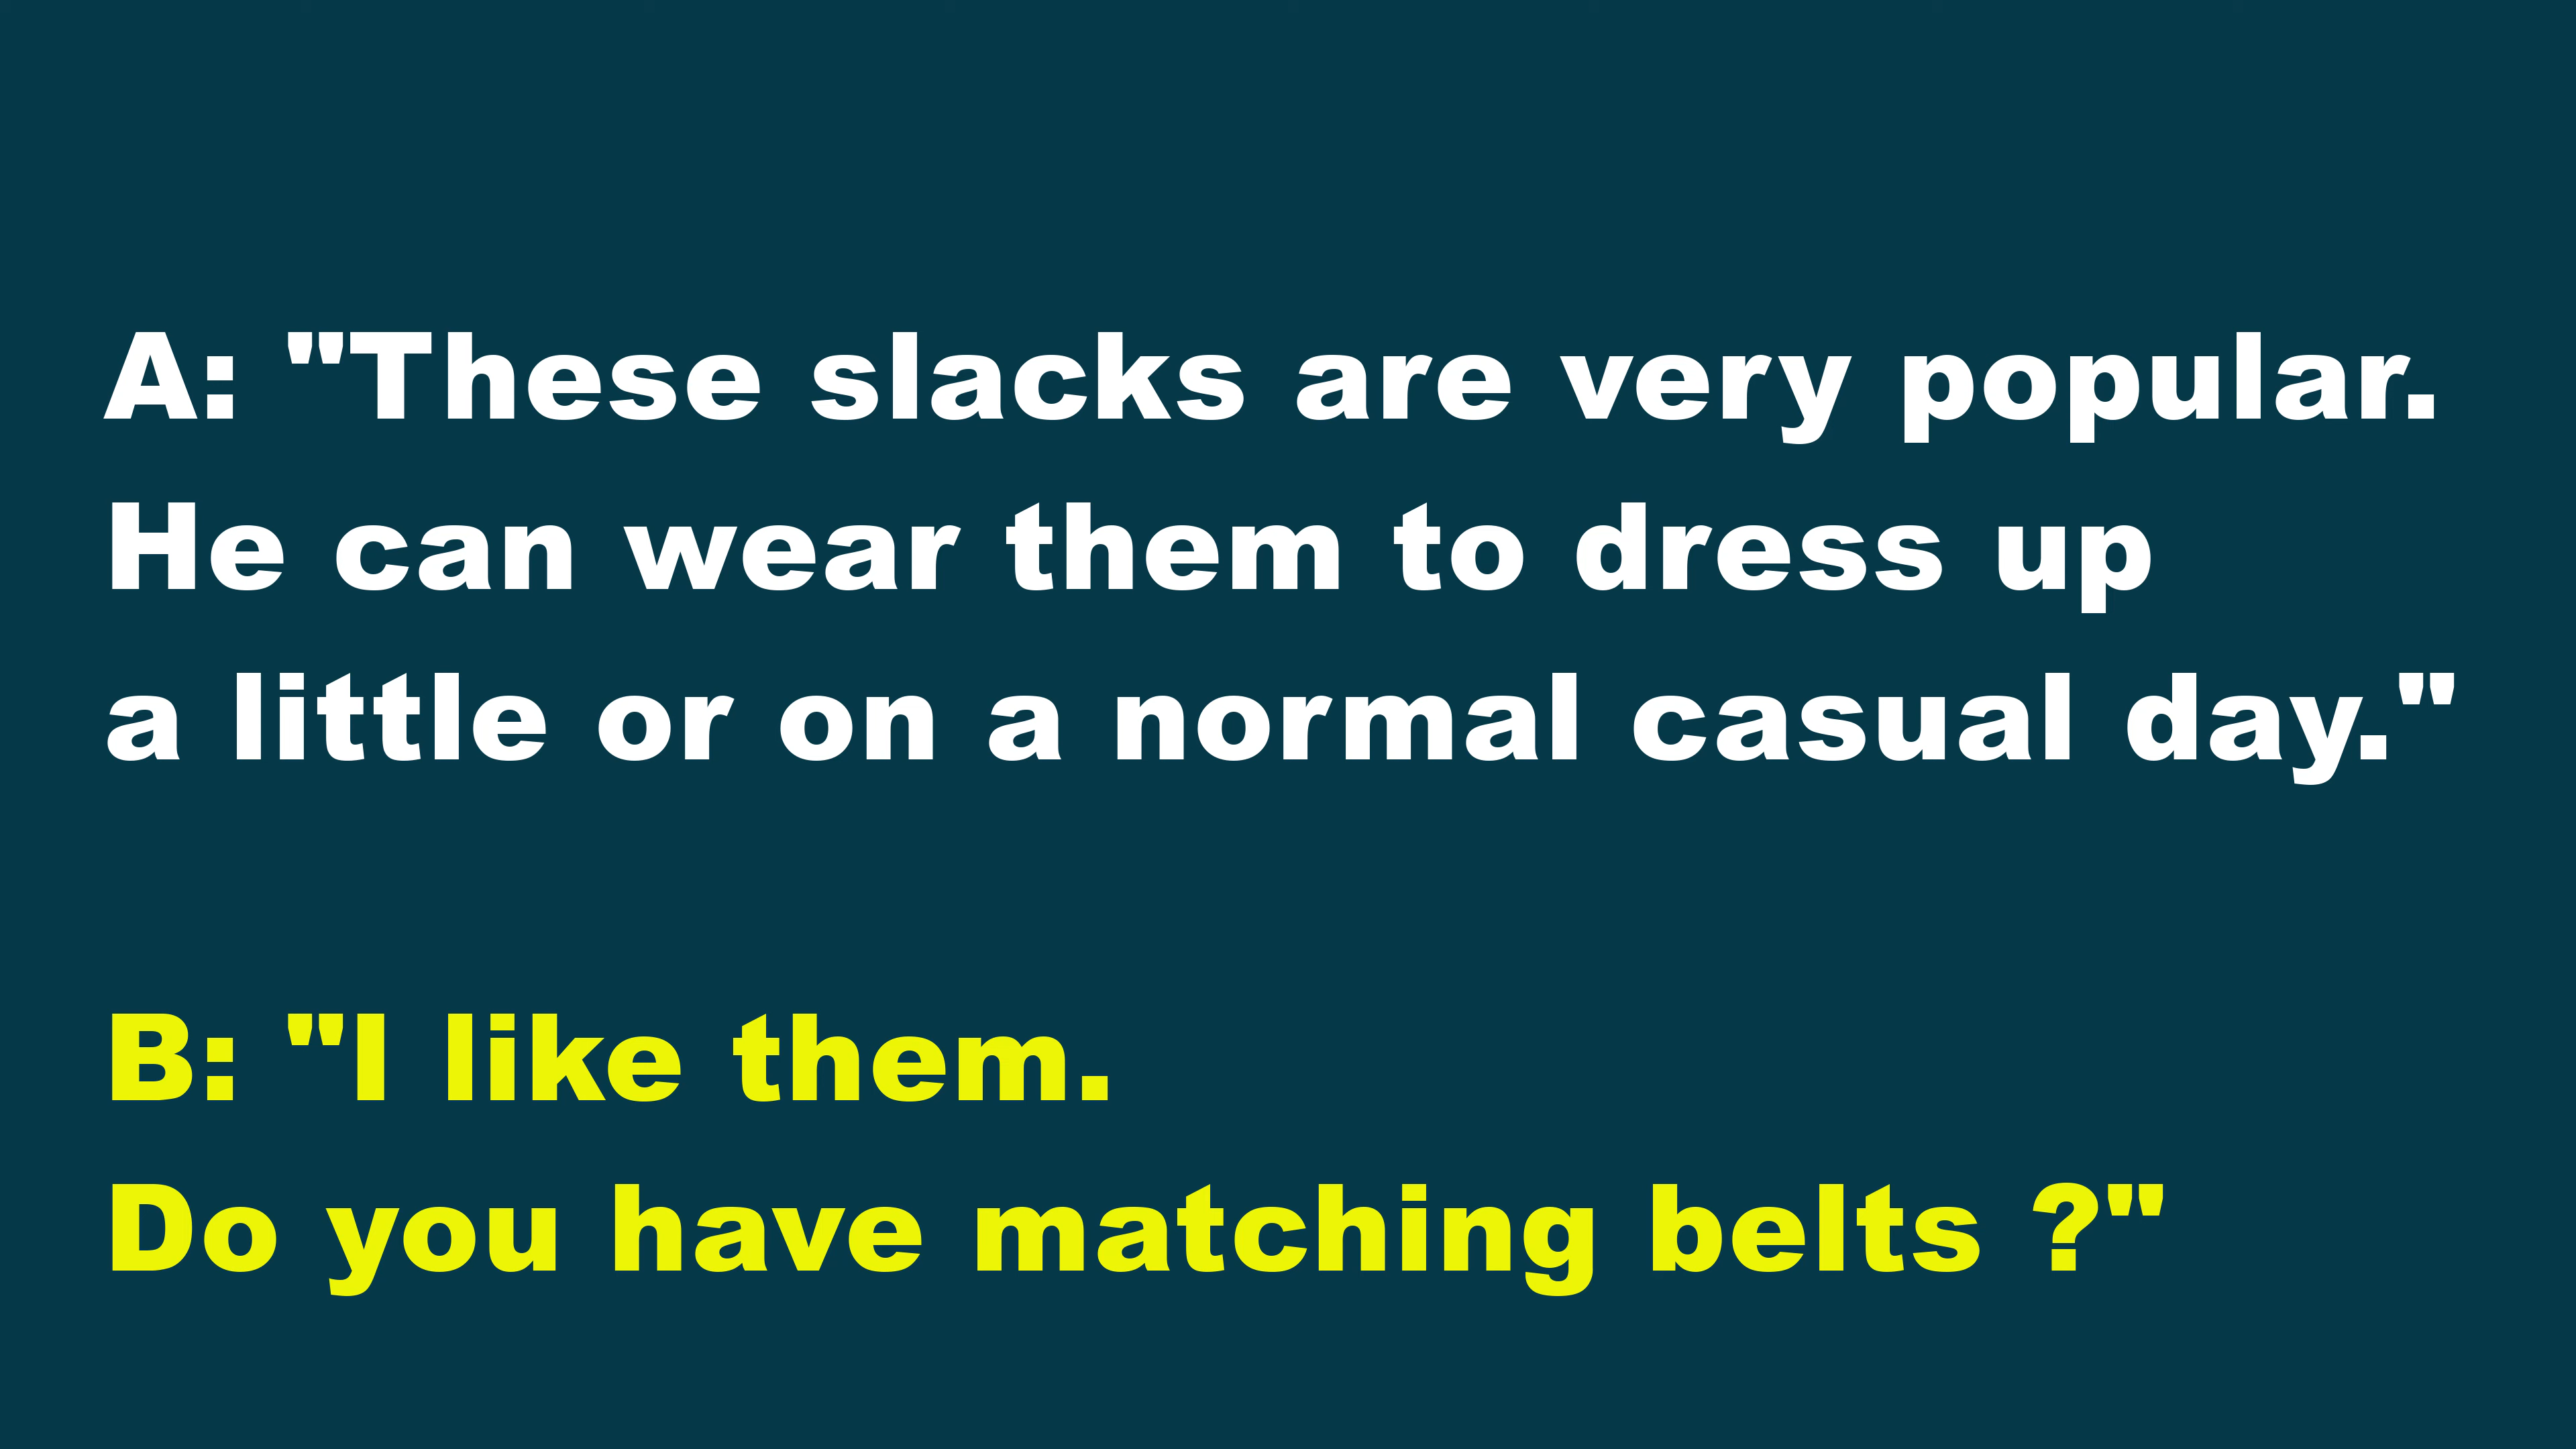 A: "These slacks are very popular.
He can wear them to dress up
a little or on a normal casual day."
B: "I like them.
Do you have matching belts ?"